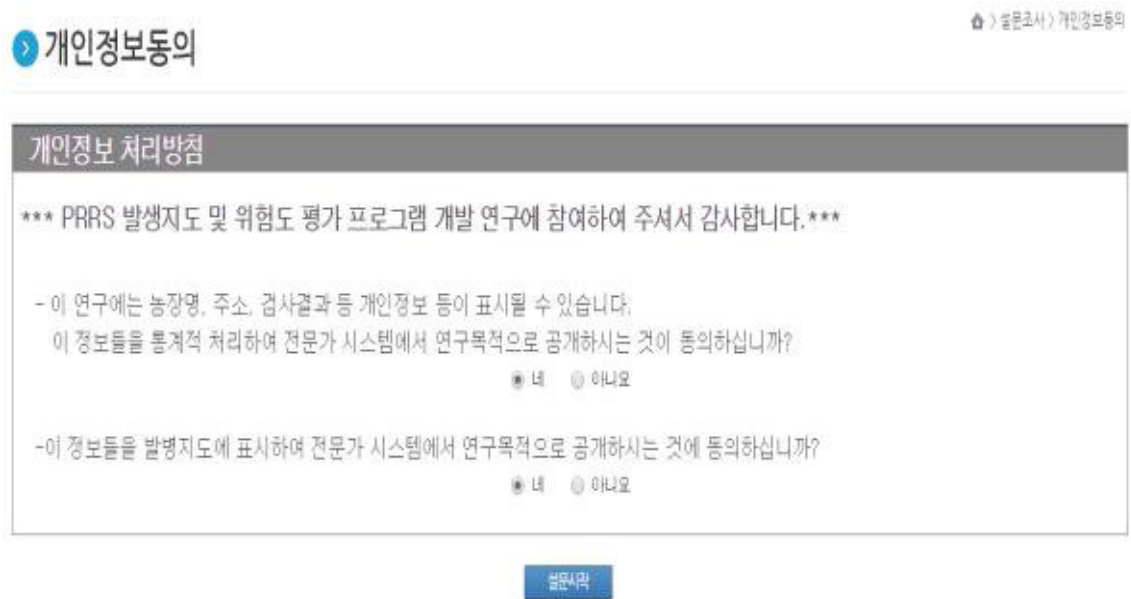 > 설문조사 > 개인정보동의
개인정보동의
개인정보 처리방침
*** PRRS 발생지도 및 위험도 평가 프로그램 개발 연구에 참여하여 주셔서 감사합니다.***
- 이 연구에는 농장명, 주소, 검사결과 등 개인정보 등이 표시될 수 있습니다.
이 정보들을 통계적 처리하여 전문가 시스템에서 연구목적으로 공개하시는 것이 동의하십니까?
네 아니요
-이 정보들을 발병지도에 표시하여 전문가 시스템에서 연구목적으로 공개하시는 것에 동의하십니까?
네 아니요
설문시작